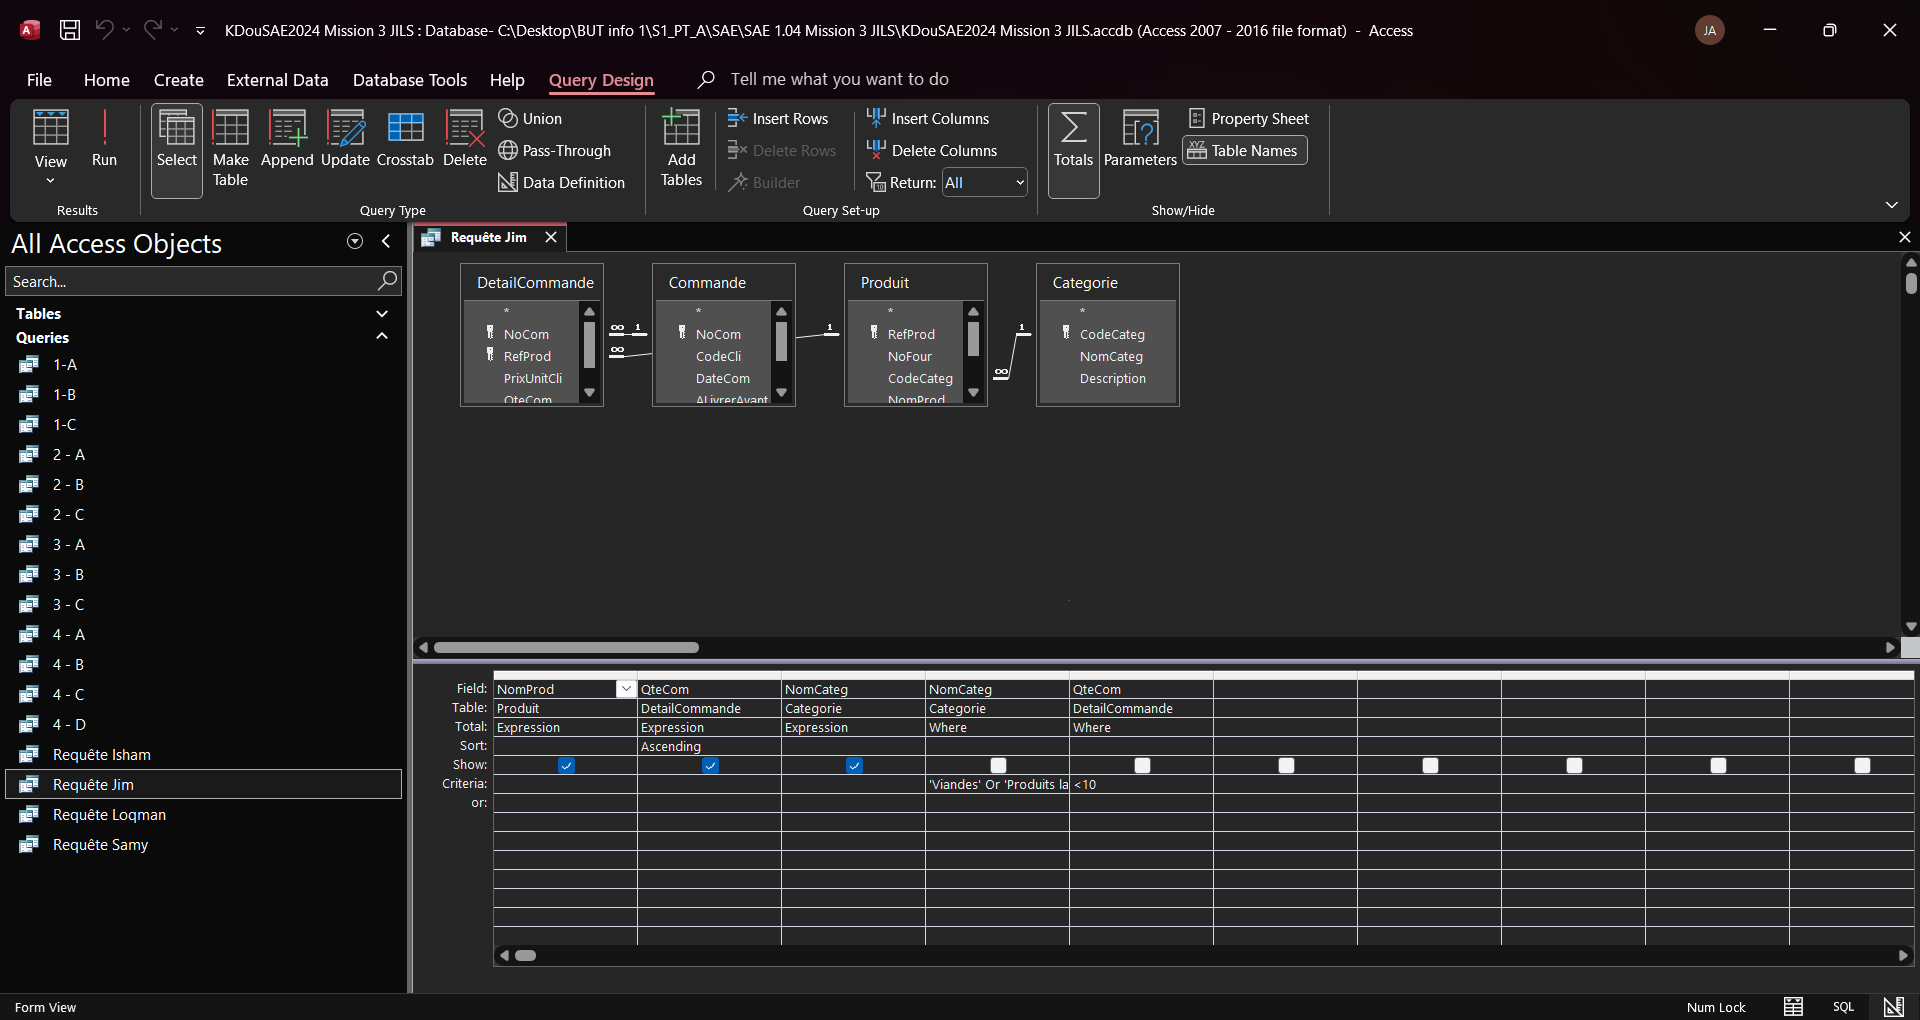 KDouSAE2024 Mission 3 JILS : Database- C:\Desktop\BUT info 1\S1_PT_A\SAE\SAE 1.04 Mission 3 JILS\KDouSAE2024 Mission 3 JILS.accdb (Access 2007 - 2016 file format) - Access
JA
File Home Create External Data Database Tools Help Query Design Tell me what you want to do
View
Run
Results
Select
Make Table
Append
Update
Crosstab
Delete
Union
Pass-Through
Data Definition
Query Type
Add Tables
Insert Rows
Delete Rows
Builder
Insert Columns
Delete Columns
Return: All
Query Set-up
Totals
Parameters
Property Sheet
Table Names
Show/Hide
All Access Objects
Search...
Tables
Queries
1-A
1-B
1-C
2 - A
2 - B
2 - C
3 - A
3 - B
3 - C
4 - A
4 - B
4 - C
4 - D
Requête Isham
Requête Jim
Requête Loqman
Requête Samy
Requête Jim
DetailCommande
*
NoCom
RefProd
PrixUnitCli
QteCom
∞ 1
∞
Commande
*
NoCom
CodeCli
DateCom
ALivrerAvant
1
Produit
*
RefProd
NoFour
CodeCateg
NomProd
1
∞
Categorie
*
CodeCateg
NomCateg
Description
Field: NomProd QteCom NomCateg NomCateg QteCom
Table: Produit DetailCommande Categorie Categorie DetailCommande
Total: Expression Expression Expression Where Where
Sort: Ascending
Show:
Criteria: 'Viandes' Or 'Produits la <10
or:
Form View
Num Lock
SQL